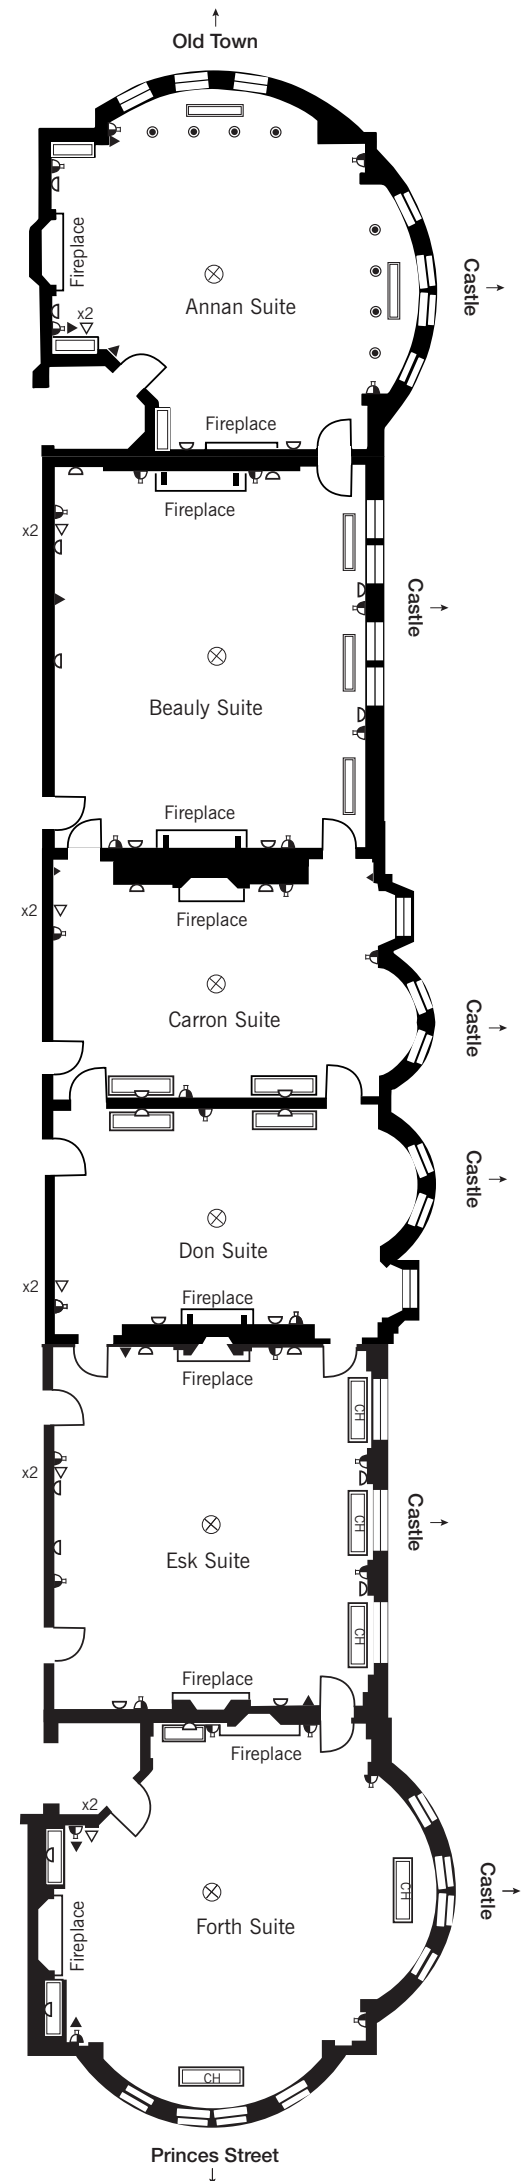 Old Town
Fireplace
Castle
x2
Annan Suite
Fireplace
Fireplace
x2
Castle
Beauly Suite
Fireplace
x2
Fireplace
Carron Suite
Castle
Castle
Don Suite
x2
Fireplace
Fireplace
CH
x2
Castle
CH
Esk Suite
CH
Fireplace
Fireplace
x2
CH
Castle
Forth Suite
Fireplace
CH
Princes Street